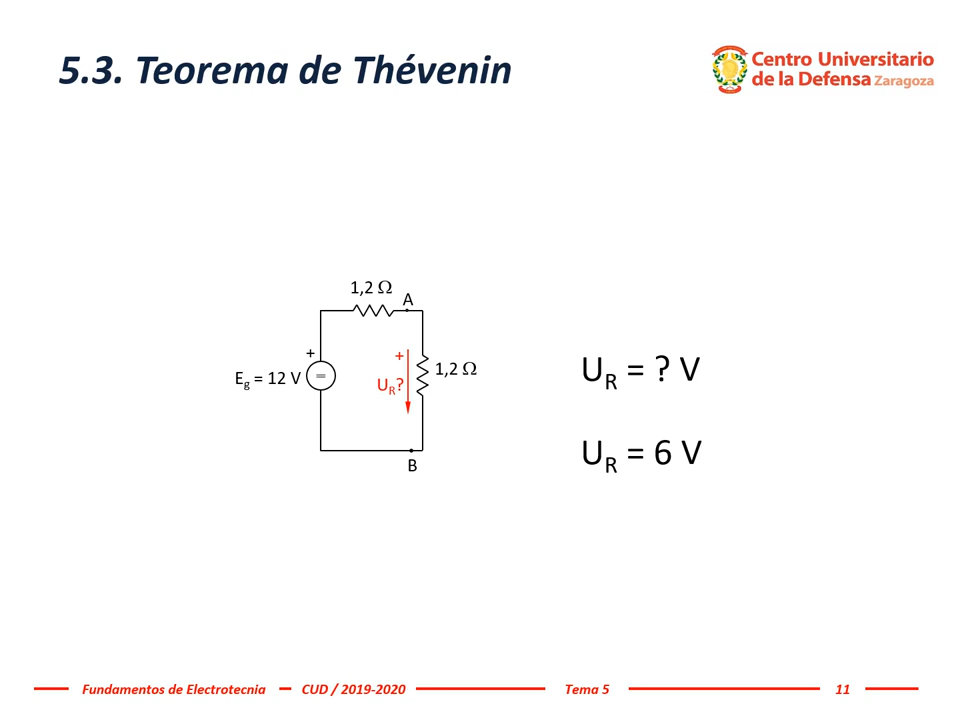 5.3. Teorema de Thévenin
Centro Universitario
de la Defensa Zaragoza
1,2 Ω
A
+
+
1,2 Ω
E_g = 12 V
=
U_R?
B
U_R = ? V
U_R = 6 V
Fundamentos de Electrotecnia CUD / 2019-2020 Tema 5 11